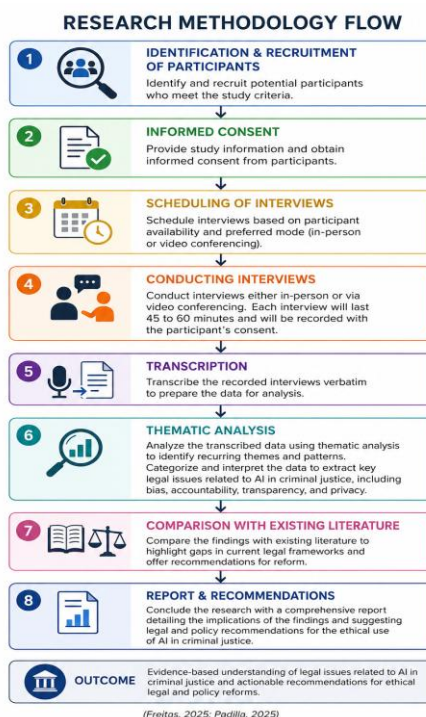 RESEARCH METHODOLOGY FLOW
1
IDENTIFICATION & RECRUITMENT
OF PARTICIPANTS
Identify and recruit potential participants
who meet the study criteria.
2
INFORMED CONSENT
Provide study information and obtain
informed consent from participants.
3
SCHEDULING OF INTERVIEWS
Schedule interviews based on participant
availability and preferred mode (in-person
or video conferencing).
4
CONDUCTING INTERVIEWS
Conduct interviews either in-person or via
video conferencing. Each interview will last
45 to 60 minutes and will be recorded with
the participant's consent.
5
TRANSCRIPTION
Transcribe the recorded interviews verbatim
to prepare the data for analysis.
6
THEMATIC ANALYSIS
Analyze the transcribed data using thematic analysis
to identify recurring themes and patterns.
Categorize and interpret the data to extract key
legal issues related to AI in criminal justice, including
bias, accountability, transparency, and privacy.
7
COMPARISON WITH EXISTING LITERATURE
Compare the findings with existing literature to
highlight gaps in current legal frameworks and
offer recommendations for reform.
8
REPORT & RECOMMENDATIONS
Conclude the research with a comprehensive report
detailing the implications of the findings and suggesting
legal and policy recommendations for the ethical use
of AI in criminal justice.
OUTCOME
Evidence-based understanding of legal issues related to AI in
criminal justice and actionable recommendations for ethical
legal and policy reforms.
(Freitas, 2025; Padilla, 2025)